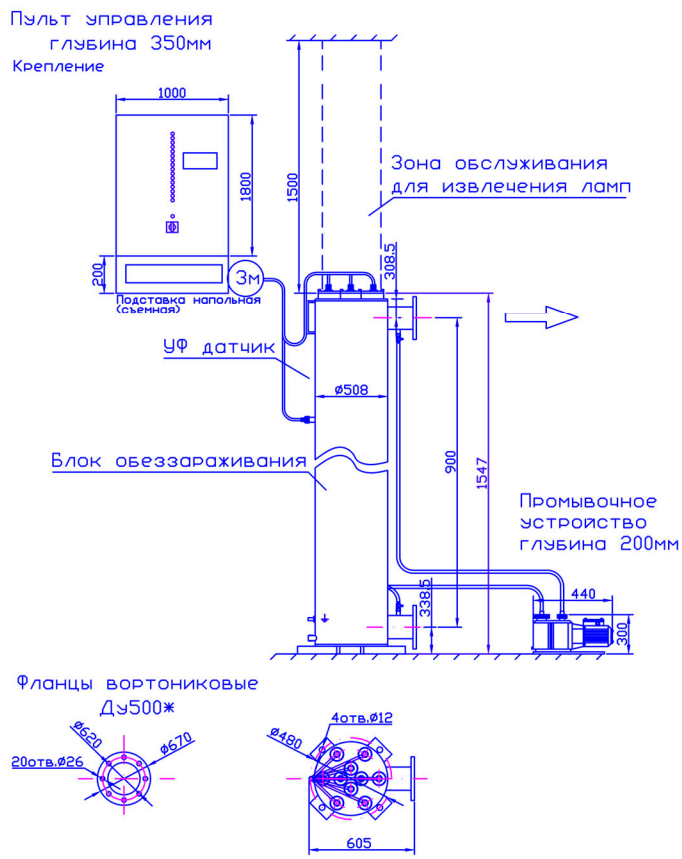 Пульт управления
глубина 350мм
Крепление
1000
1800
200
3м
Подставка напольная
(съемная)
1500
Зона обслуживания
для извлечения ламп
308.5
УФ датчик
ø508
Блок обеззараживания
900
1547
338.5
Промывочное
устройство
глубина 200мм
440
300
Фланцы вортониковые
Ду500*
ø620
ø670
20отв.ø26
4отв.ø12
ø480
605